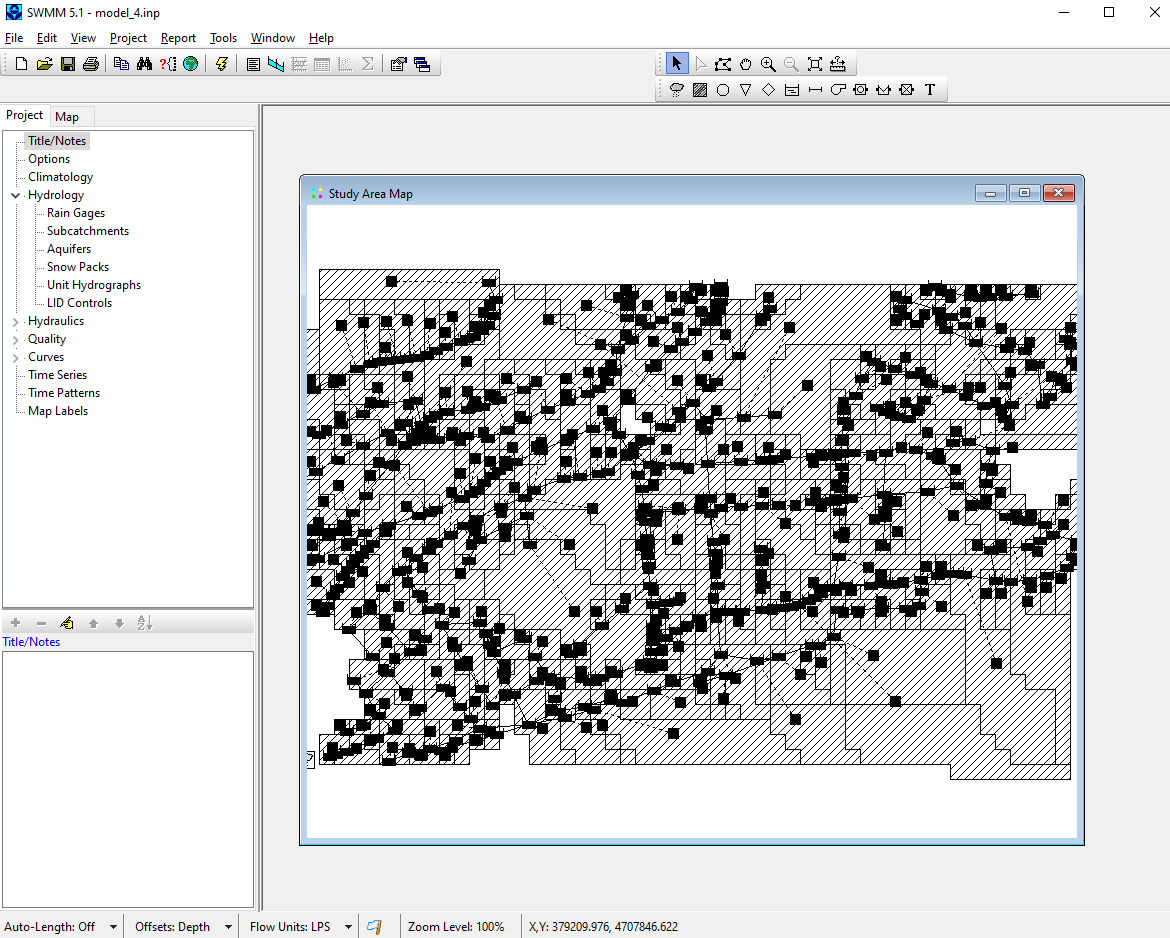 SWMM 5.1 - model_4.inp
File Edit View Project Report Tools Window Help
T
Project Map
Title/Notes
Options
Climatology
Hydrology
Rain Gages
Subcatchments
Aquifers
Snow Packs
Unit Hydrographs
LID Controls
Hydraulics
Quality
Curves
Time Series
Time Patterns
Map Labels
Title/Notes
Study Area Map
Auto-Length: Off Offsets: Depth Flow Units: LPS Zoom Level: 100% X,Y: 379209.976, 4707846.622